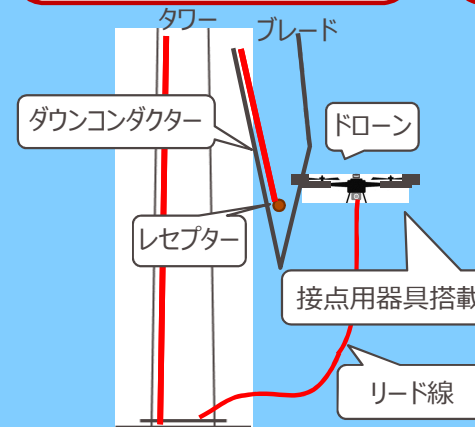 タワー
ブレード
ダウンコンダクター
ドローン
レセプター
接点用器具搭載
リード線